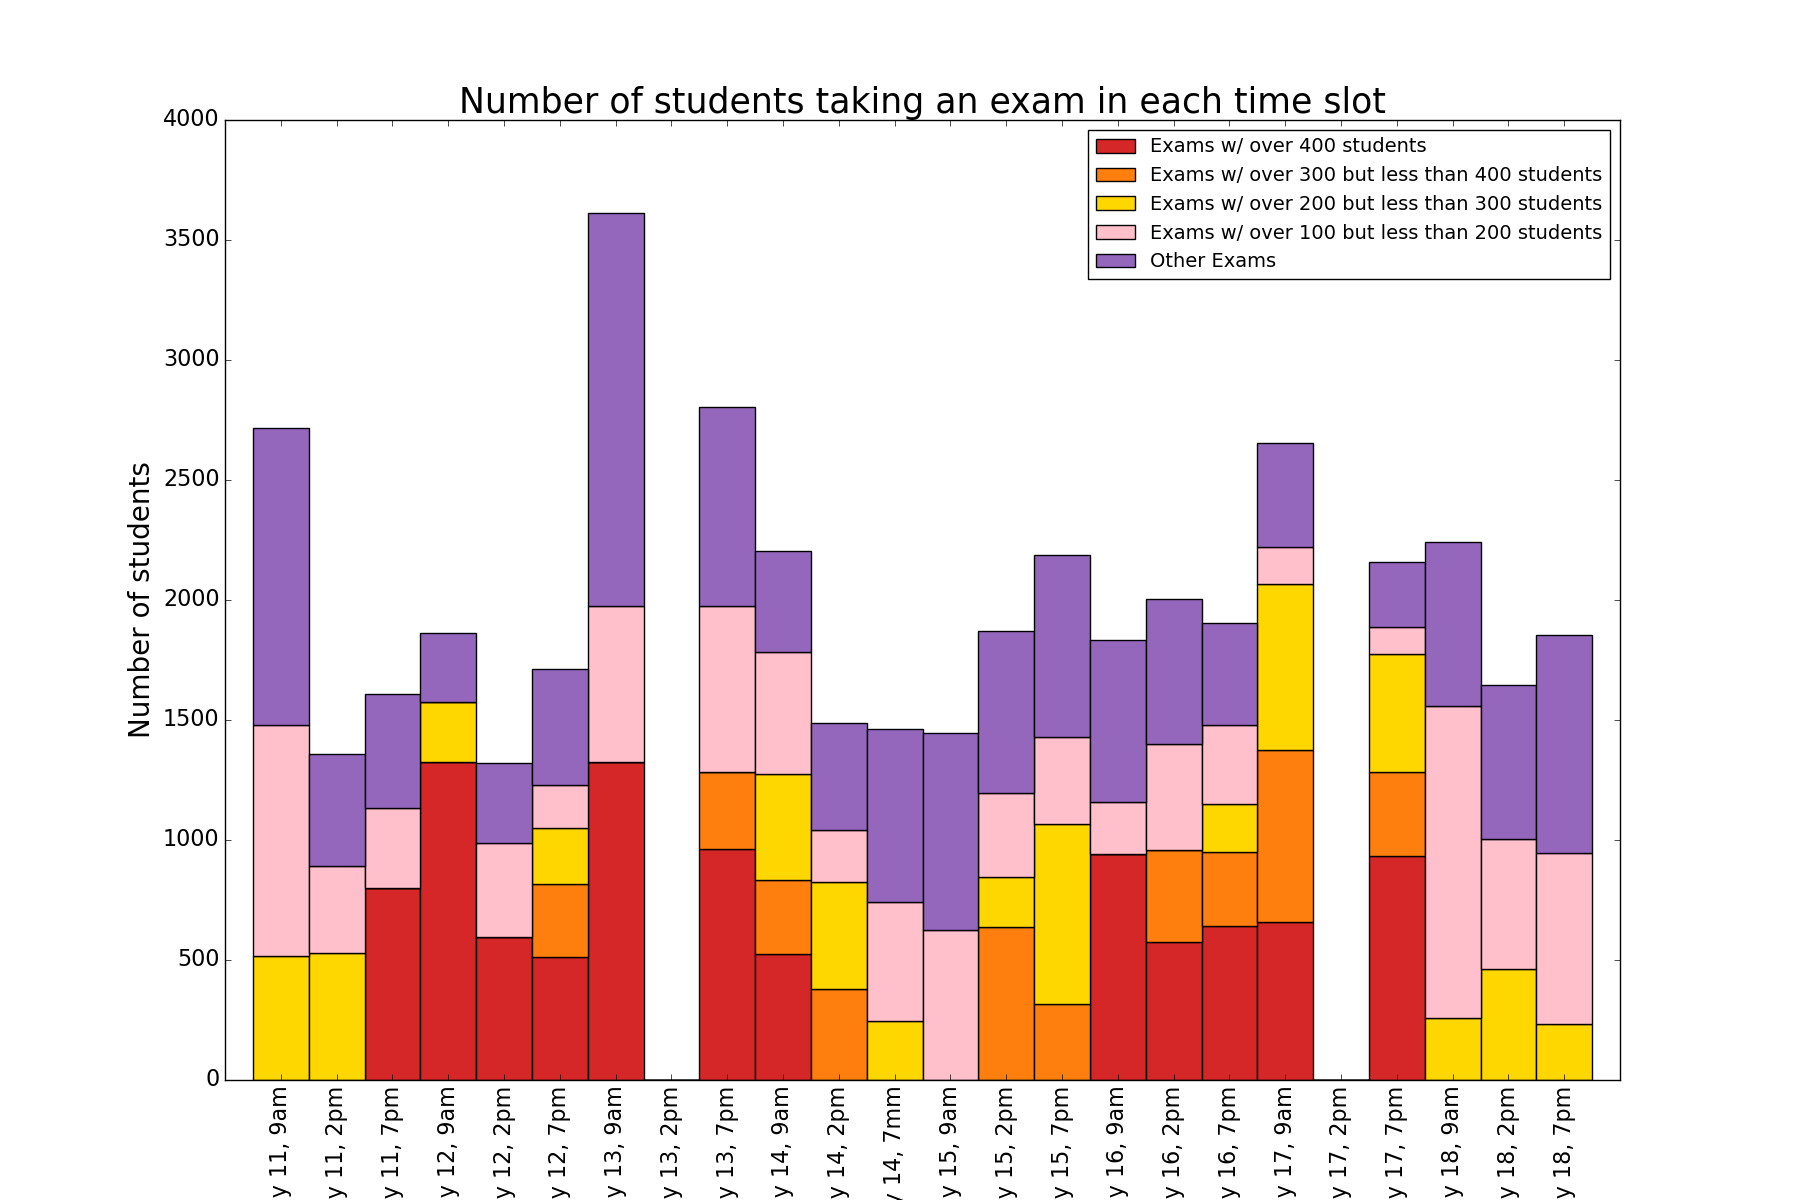 Number of students taking an exam in each time slot
Exams w/ over 400 students
Exams w/ over 300 but less than 400 students
Exams w/ over 200 but less than 300 students
Exams w/ over 100 but less than 200 students
Other Exams
Number of students
4000
3500
3000
2500
2000
1500
1000
500
0
y 11, 9am
y 11, 2pm
y 11, 7pm
y 12, 9am
y 12, 2pm
y 12, 7pm
y 13, 9am
y 13, 2pm
y 13, 7pm
y 14, 9am
y 14, 2pm
y 14, 7mm
y 15, 9am
y 15, 2pm
y 15, 7pm
y 16, 9am
y 16, 2pm
y 16, 7pm
y 17, 9am
y 17, 2pm
y 17, 7pm
y 18, 9am
y 18, 2pm
y 18, 7pm